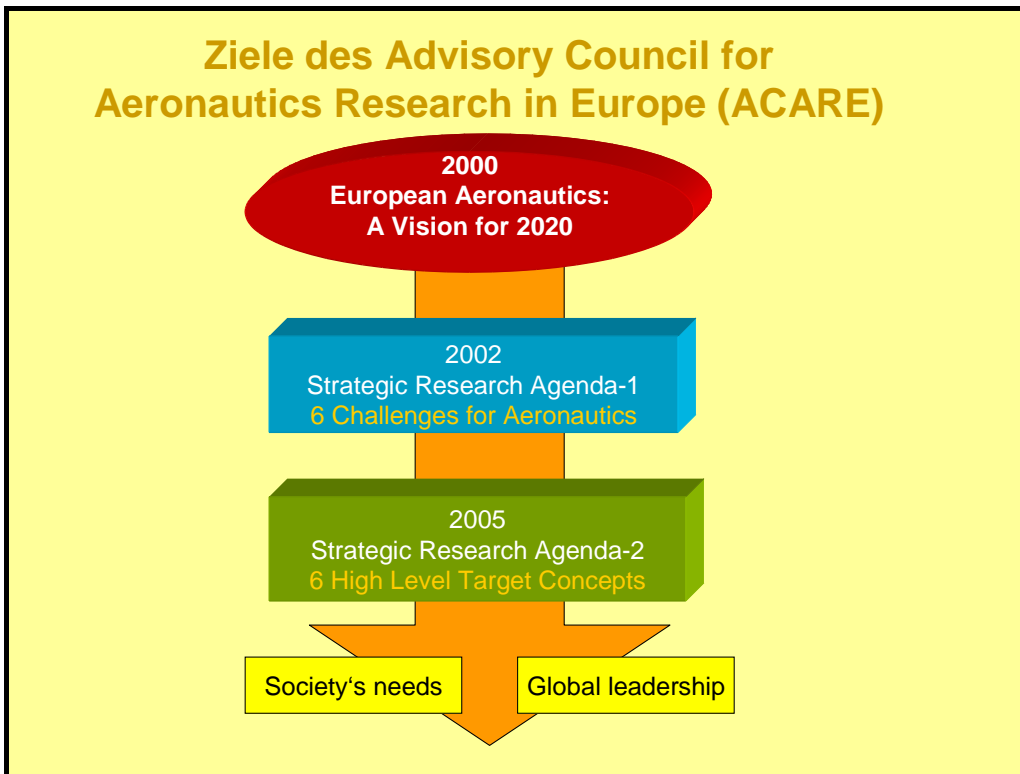 Ziele des Advisory Council for
Aeronautics Research in Europe (ACARE)
2000
European Aeronautics:
A Vision for 2020
2002
Strategic Research Agenda-1
6 Challenges for Aeronautics
2005
Strategic Research Agenda-2
6 High Level Target Concepts
Society‘s needs
Global leadership